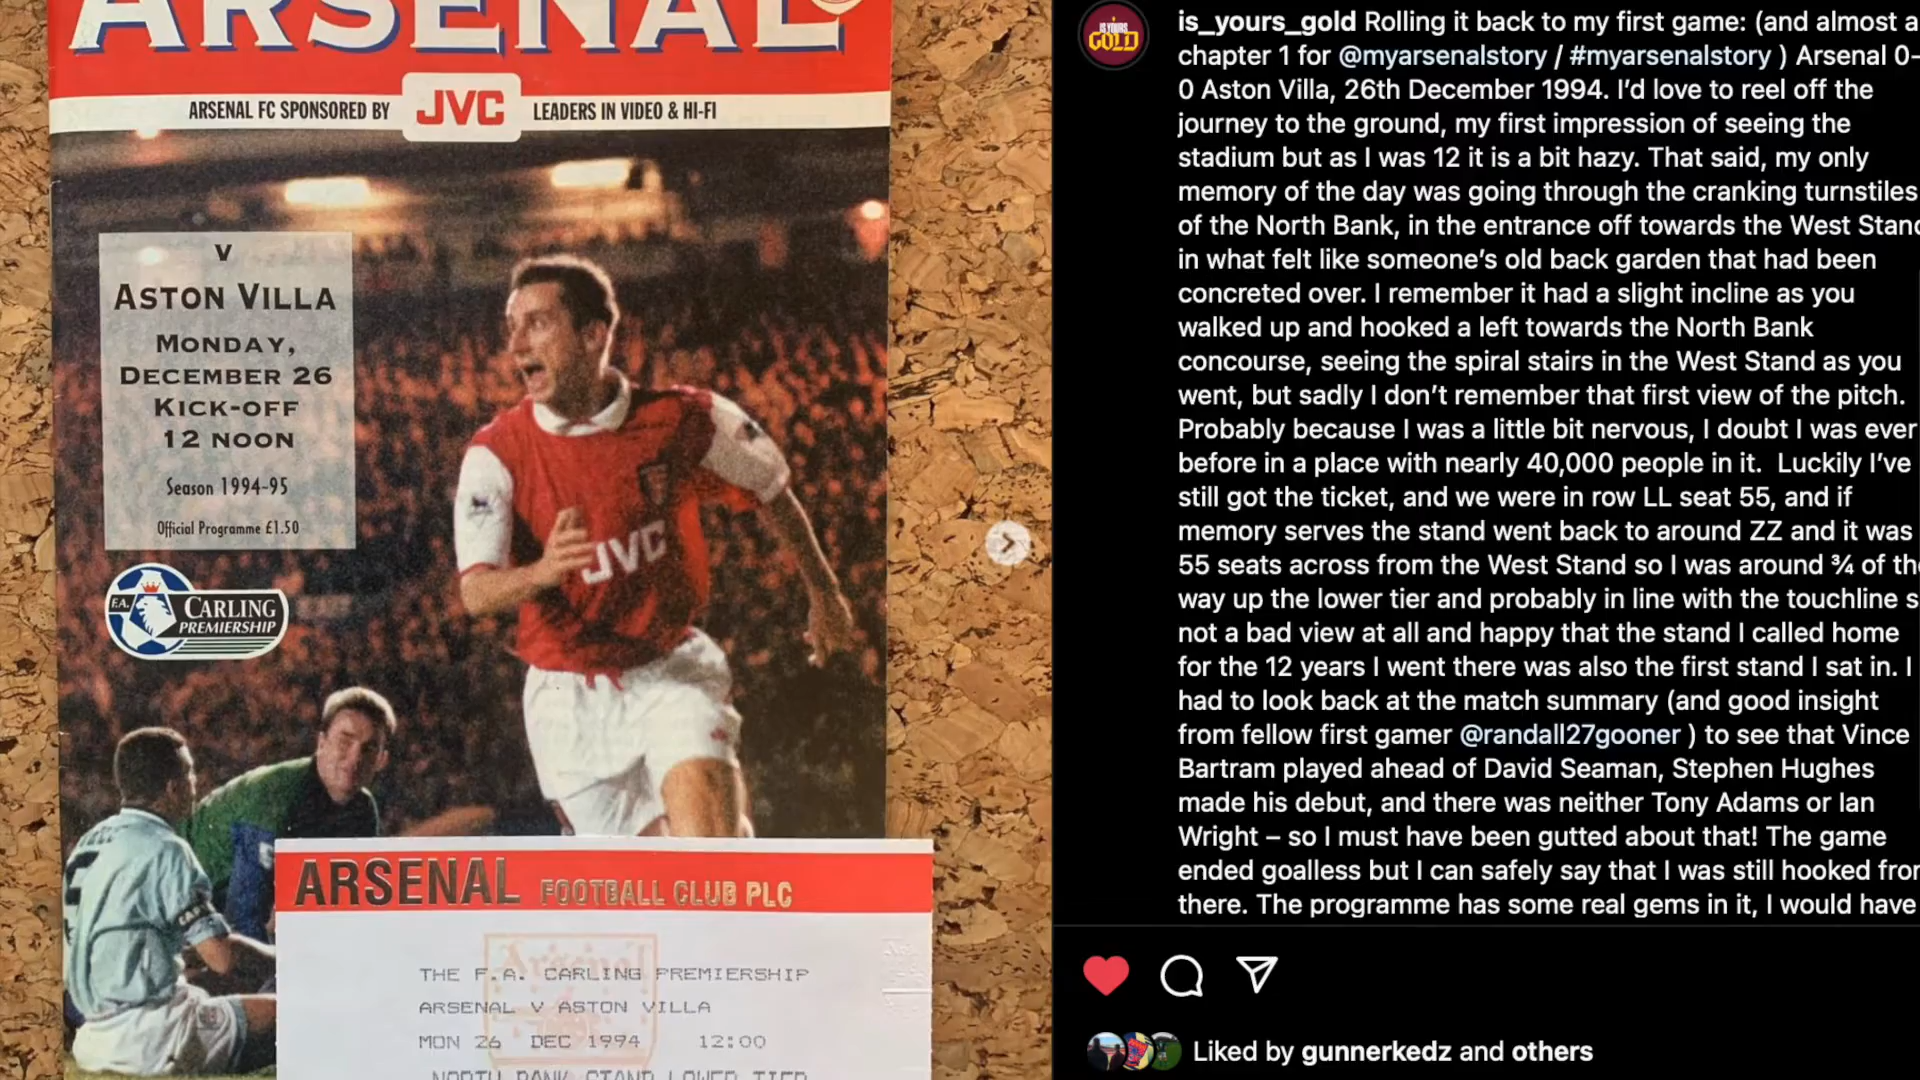 ARSENAL
ARSENAL FC SPONSORED BY JVC LEADERS IN VIDEO & HI-FI
V
ASTON VILLA
MONDAY,
DECEMBER 26
KICK-OFF
12 NOON
Season 1994-95
Official Programme £1.50
F.A. CARLING
PREMIERSHIP
JVC
ARSENAL FOOTBALL CLUB PLC
Arsenal
THE F.A. CARLING PREMIERSHIP
ARSENAL V ASTON VILLA
MON 26 DEC 1994 12:00
NORTH BANK STAND LOWER TIER
IS YOURS
GOLD
is_yours_gold Rolling it back to my first game: (and almost a
chapter 1 for @myarsenalstory / #myarsenalstory ) Arsenal 0-
0 Aston Villa, 26th December 1994. I'd love to reel off the
journey to the ground, my first impression of seeing the
stadium but as I was 12 it is a bit hazy. That said, my only
memory of the day was going through the cranking turnstiles
of the North Bank, in the entrance off towards the West Stand
in what felt like someone's old back garden that had been
concreted over. I remember it had a slight incline as you
walked up and hooked a left towards the North Bank
concourse, seeing the spiral stairs in the West Stand as you
went, but sadly I don't remember that first view of the pitch.
Probably because I was a little bit nervous, I doubt I was ever
before in a place with nearly 40,000 people in it. Luckily I've
still got the ticket, and we were in row LL seat 55, and if
memory serves the stand went back to around ZZ and it was
55 seats across from the West Stand so I was around ¾ of the
way up the lower tier and probably in line with the touchline s
not a bad view at all and happy that the stand I called home
for the 12 years I went there was also the first stand I sat in. I
had to look back at the match summary (and good insight
from fellow first gamer @randall27gooner ) to see that Vince
Bartram played ahead of David Seaman, Stephen Hughes
made his debut, and there was neither Tony Adams or Ian
Wright – so I must have been gutted about that! The game
ended goalless but I can safely say that I was still hooked from
there. The programme has some real gems in it, I would have
Liked by gunnerkedz and others